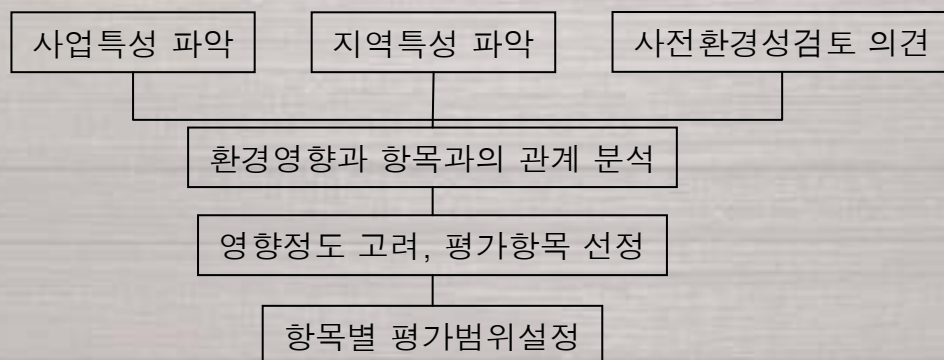 사업특성 파악
지역특성 파악
사전환경성검토 의견
환경영향과 항목과의 관계 분석
영향정도 고려, 평가항목 선정
항목별 평가범위설정